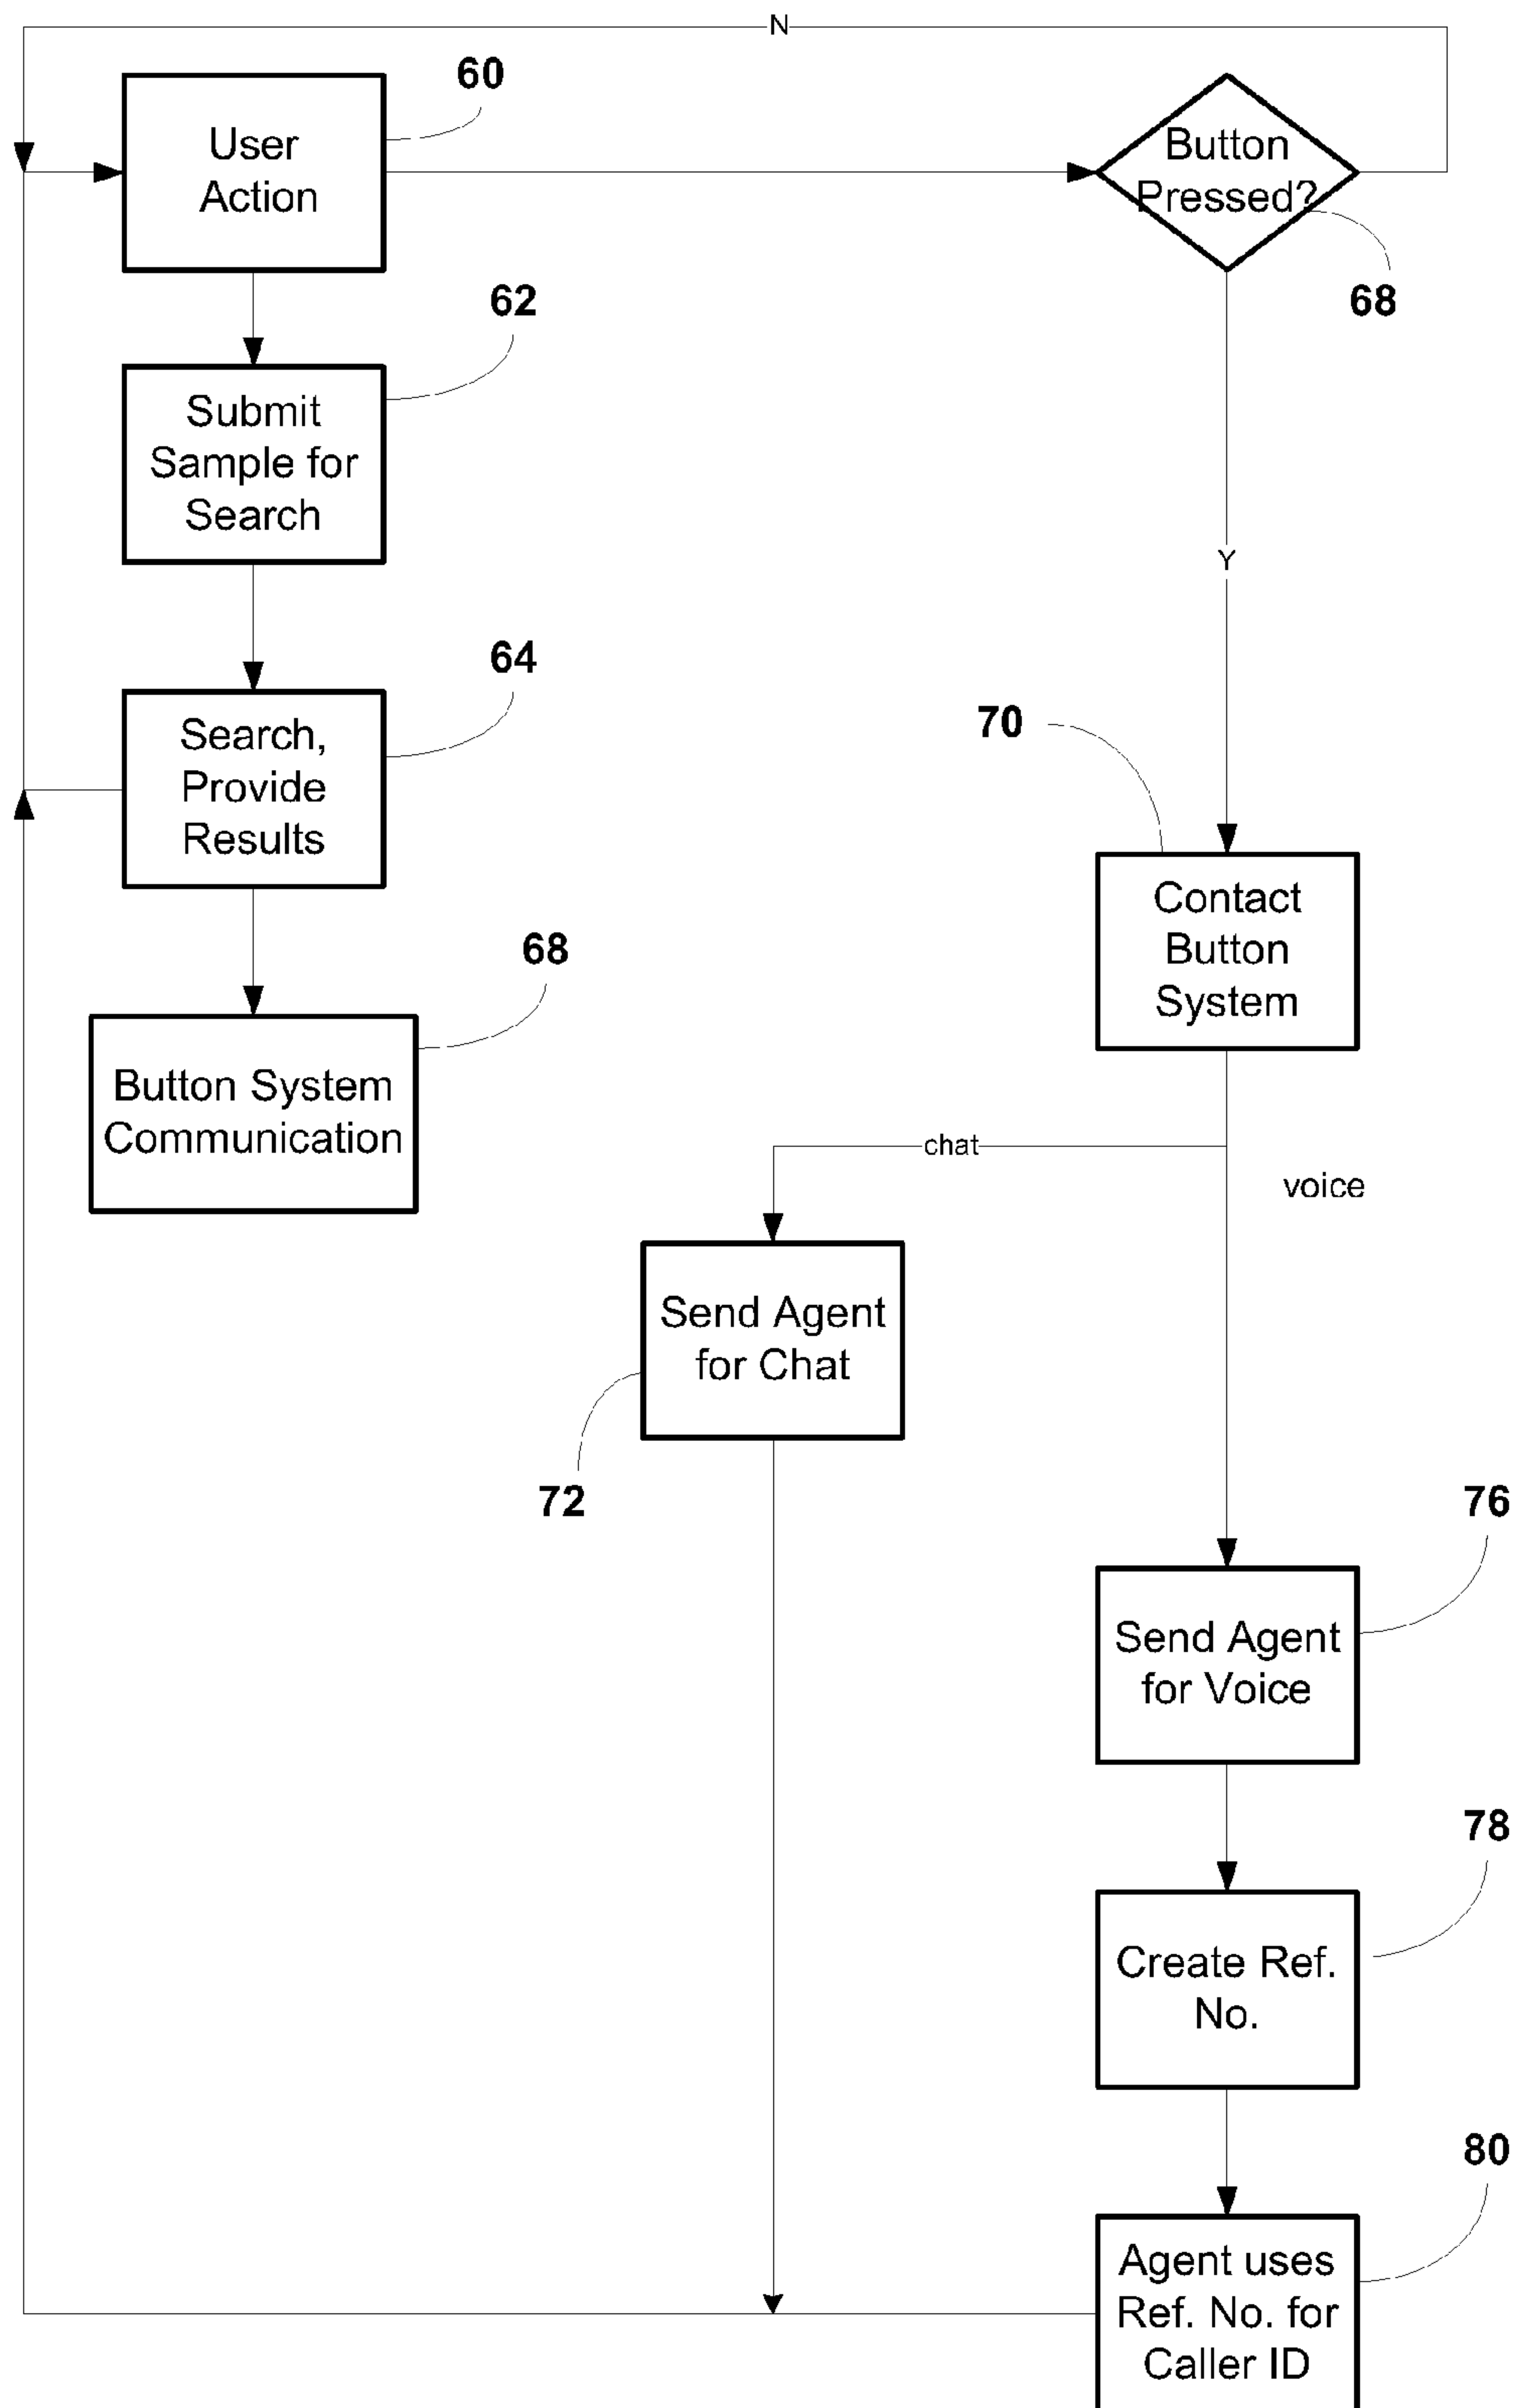 N
60
User
Action
Button
Pressed?
68
62
Submit
Sample for
Search
Y
64
Search,
Provide
Results
70
Contact
Button
System
68
Button System
Communication
chat
voice
Send Agent
for Chat
72
76
Send Agent
for Voice
78
Create Ref.
No.
80
Agent uses
Ref. No. for
Caller ID